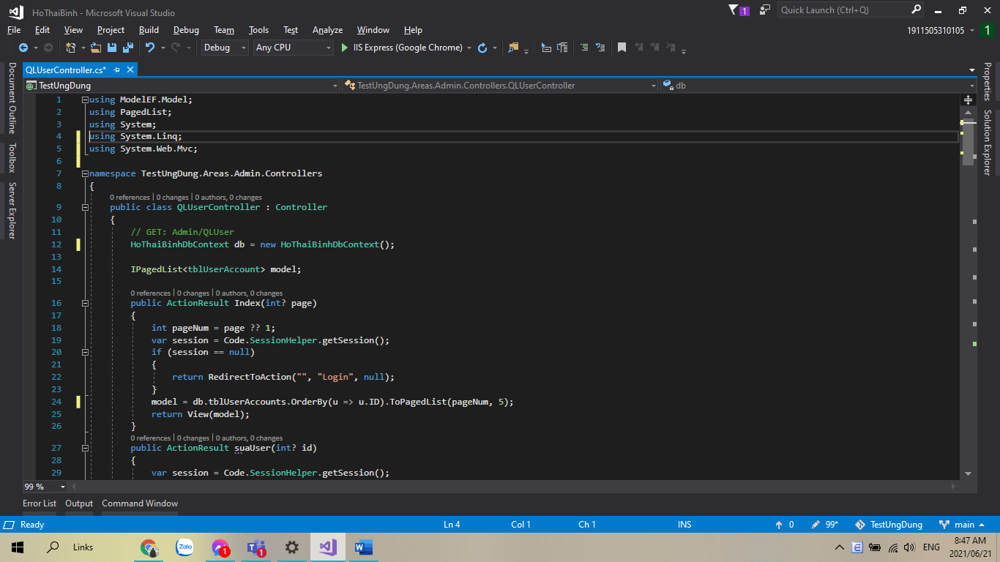 HoThaiBinh - Microsoft Visual Studio
1
Quick Launch (Ctrl+Q)
File Edit View Project Build Debug Team Tools Test Analyze Window Help
1911505310105
1
Debug
Any CPU
IIS Express (Google Chrome)
QLUserController.cs*
TestUngDung
TestUngDung.Areas.Admin.Controllers.QLUserController
db
Document Outline
Toolbox
Server Explorer
Properties
Solution Explorer
1 using ModelEF.Model;
2 using PagedList;
3 using System;
4 using System.Linq;
5 using System.Web.Mvc;
6
7 namespace TestUngDung.Areas.Admin.Controllers
8 {
0 references | 0 changes | 0 authors, 0 changes
9 public class QLUserController : Controller
10 {
11 // GET: Admin/QLUser
12 HoThaiBinhDbContext db = new HoThaiBinhDbContext();
13
14 IPagedList<tblUserAccount> model;
15
0 references | 0 changes | 0 authors, 0 changes
16 public ActionResult Index(int? page)
17 {
18 int pageNum = page ?? 1;
19 var session = Code.SessionHelper.getSession();
20 if (session == null)
21 {
22 return RedirectToAction("", "Login", null);
23 }
24 model = db.tblUserAccounts.OrderBy(u => u.ID).ToPagedList(pageNum, 5);
25 return View(model);
26 }
0 references | 0 changes | 0 authors, 0 changes
27 public ActionResult suaUser(int? id)
28 {
29 var session = Code.SessionHelper.getSession();
99 %
Error List Output Command Window
Ready
Ln 4 Col 1 Ch 1 INS
0 99* TestUngDung main
Links
Zalo
1
1
ENG
8:47 AM
2021/06/21